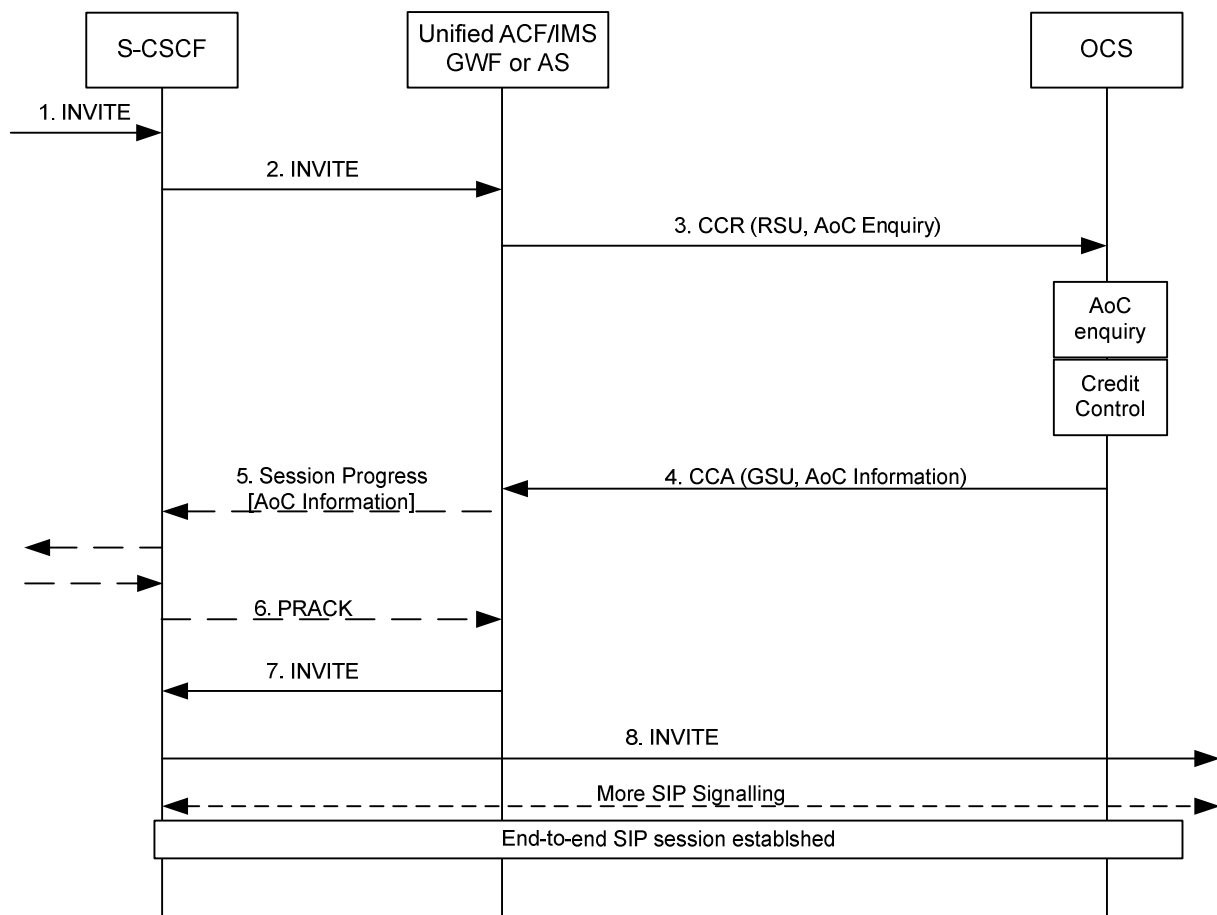 S-CSCF
Unified ACF/IMS
GWF or AS
OCS
1. INVITE
2. INVITE
3. CCR (RSU, AoC Enquiry)
AoC
enquiry
Credit
Control
4. CCA (GSU, AoC Information)
5. Session Progress
[AoC Information]
6. PRACK
7. INVITE
8. INVITE
More SIP Signalling
End-to-end SIP session establshed